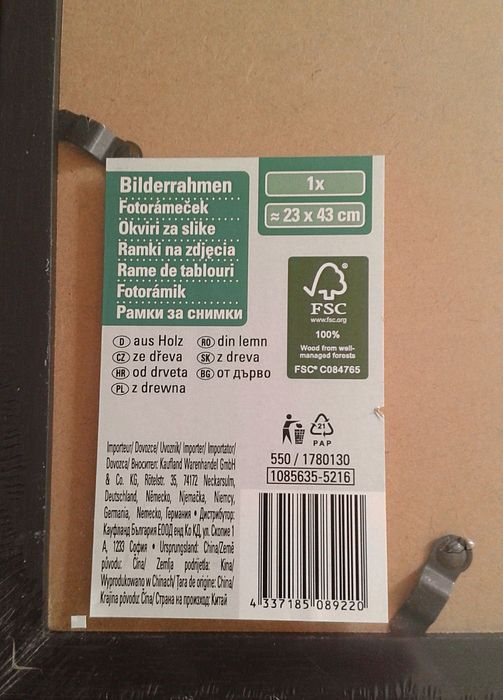 Bilderrahmen
Fotorámeček
Okviri za slike
Ramki na zdjęcia
Rame de tablouri
Fotorámik
Рамки за снимки
1x
≈ 23 x 43 cm
FSC
www.fsc.org
100%
Wood from well-
managed forests
FSC® C084765
D aus Holz
CZ ze dřeva
HR od drveta
PL z drewna
RO din lemn
SK z dreva
BG от дърво
21
PAP
550 / 1780130
1085635-5216
Importeur/ Dovozce/ Uvoznik/ Importer/ Importator/
Dovozca/ Вносител: Kaufland Warenhandel GmbH
& Co. KG, Rötelstr. 35, 74172 Neckarsulm,
Deutschland, Německo, Njemačka, Niemcy,
Germania, Nemecko, Германия • Дистрибутор:
Кауфланд България ЕООД енд Ко КД, ул. Скопие 1
А, 1233 София • Ursprungsland: China/Země
původu: Čína/ Zemlja podrijetla: Kina/
Wyprodukowano w Chinach/ Tara de origine: China/
Krajina pôvodu: Čína/ Страна на произход: Китай
4 337185 089220